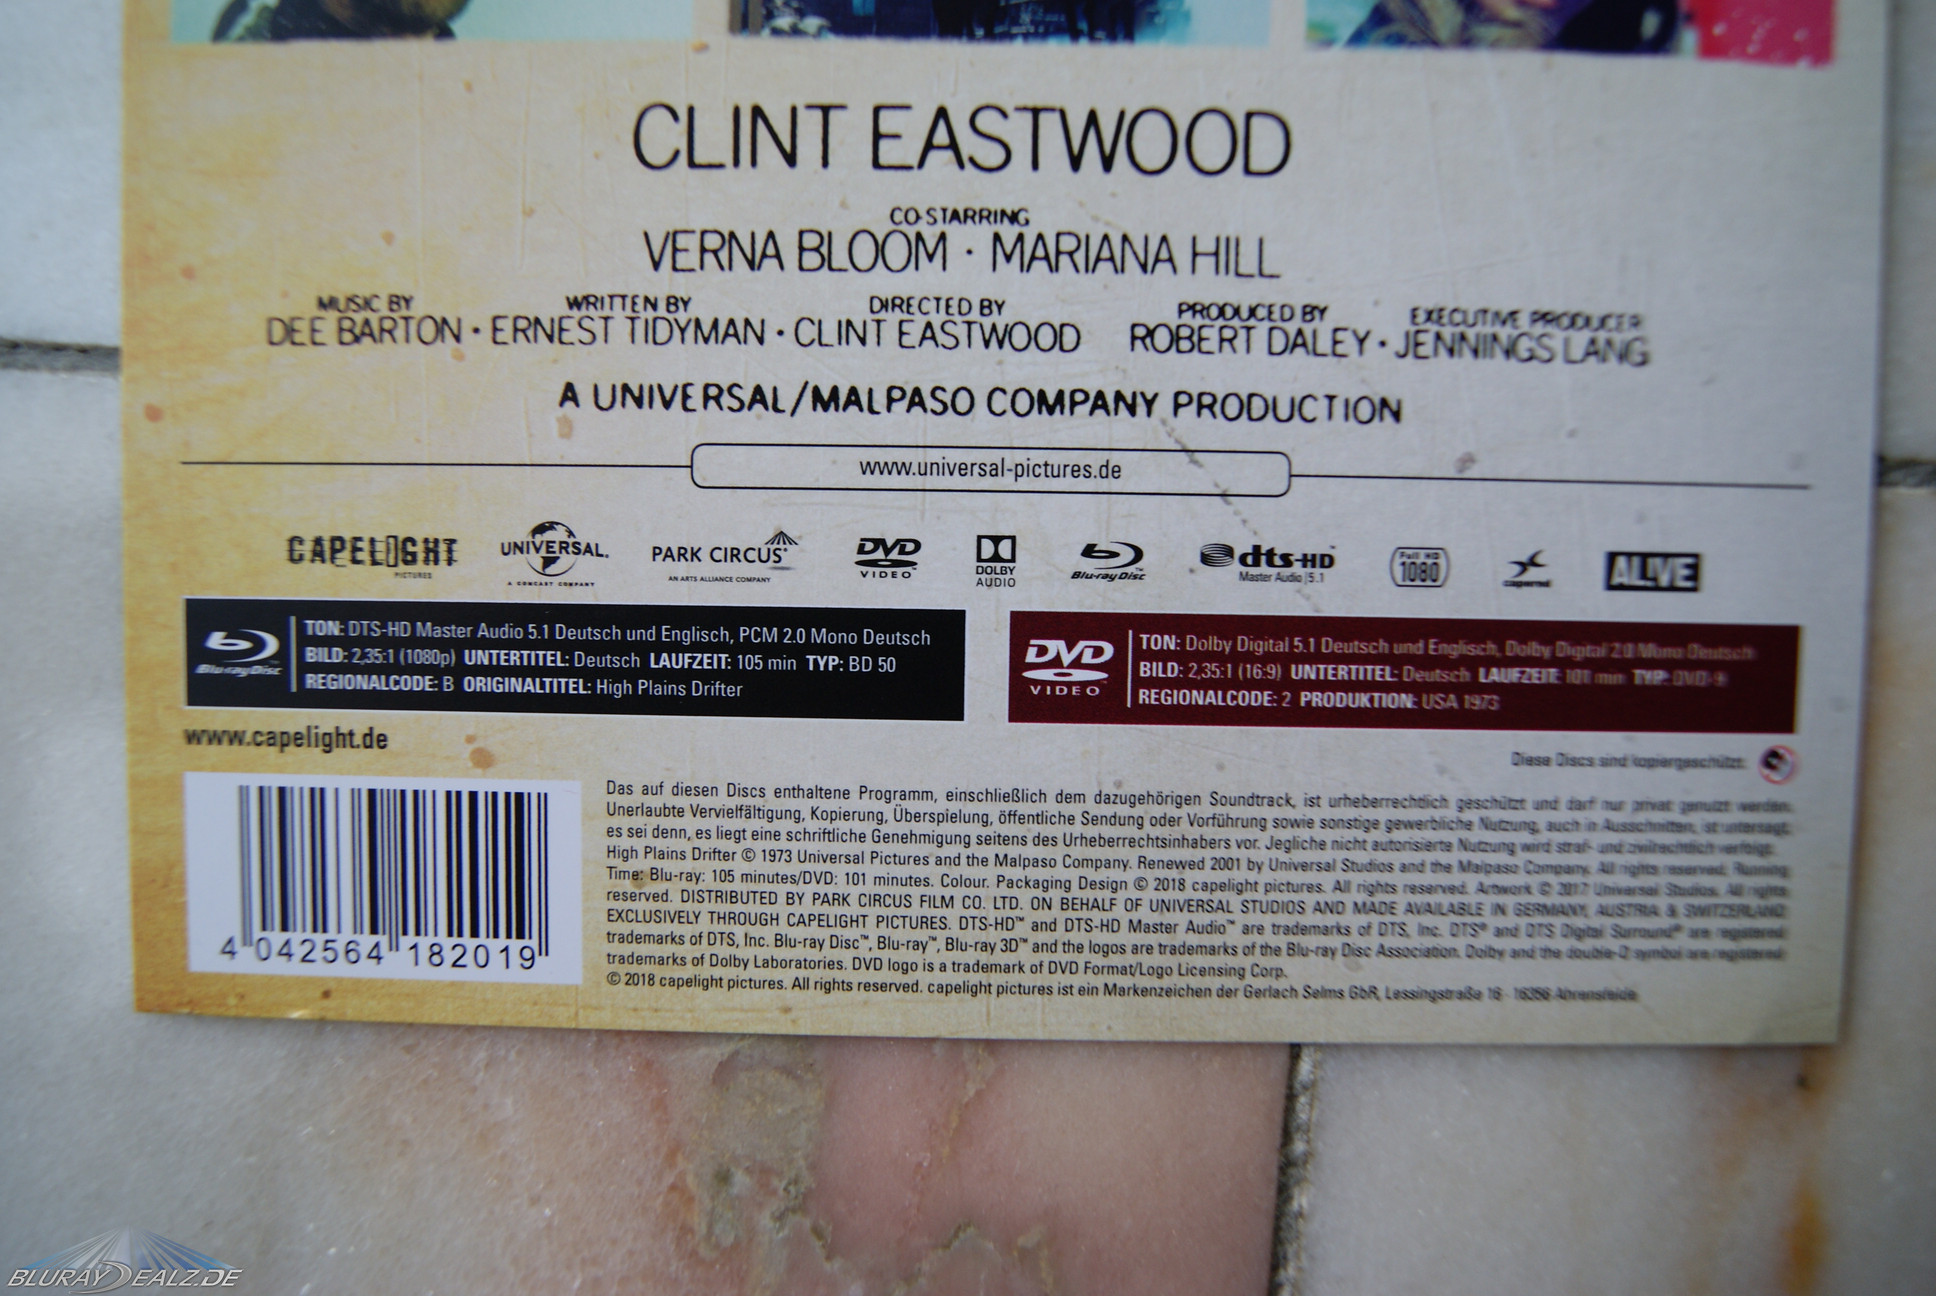 CLINT EASTWOOD
CO-STARRING
VERNA BLOOM · MARIANA HILL
MUSIC BY WRITTEN BY DIRECTED BY PRODUCED BY EXECUTIVE PRODUCER
DEE BARTON · ERNEST TIDYMAN · CLINT EASTWOOD ROBERT DALEY · JENNINGS LANG
A UNIVERSAL/MALPASO COMPANY PRODUCTION
www.universal-pictures.de
CAPELIGHT PICTURES
UNIVERSAL A COMCAST COMPANY
PARK CIRCUS AN ARTS ALLIANCE COMPANY
DVD VIDEO
DOLBY AUDIO
Blu-ray Disc™
dts-HD Master Audio | 5.1
Full HD 1080
capared
ALIVE
Blu-ray Disc
TON: DTS-HD Master Audio 5.1 Deutsch und Englisch, PCM 2.0 Mono Deutsch
BILD: 2,35:1 (1080p) UNTERTITEL: Deutsch LAUFZEIT: 105 min TYP: BD 50
REGIONALCODE: B ORIGINALTITEL: High Plains Drifter
DVD VIDEO
TON: Dolby Digital 5.1 Deutsch und Englisch, Dolby Digital 2.0 Mono Deutsch
BILD: 2,35:1 (16:9) UNTERTITEL: Deutsch LAUFZEIT: 101 min TYP: DVD-9
REGIONALCODE: 2 PRODUKTION: USA 1973
www.capelight.de
Diese Discs sind kopiergeschützt.
Das auf diesen Discs enthaltene Programm, einschließlich dem dazugehörigen Soundtrack, ist urheberrechtlich geschützt und darf nur privat genutzt werden.
Unerlaubte Vervielfältigung, Kopierung, Überspielung, öffentliche Sendung oder Vorführung sowie sonstige gewerbliche Nutzung, auch in Ausschnitten, ist untersagt,
es sei denn, es liegt eine schriftliche Genehmigung seitens des Urheberrechtsinhabers vor. Jegliche nicht autorisierte Nutzung wird straf- und zivilrechtlich verfolgt.
High Plains Drifter © 1973 Universal Pictures and the Malpaso Company. Renewed 2001 by Universal Studios and the Malpaso Company. All rights reserved. Running
Time: Blu-ray: 105 minutes/DVD: 101 minutes. Colour. Packaging Design © 2018 capelight pictures. All rights reserved. Artwork © 2017 Universal Studios. All rights
reserved. DISTRIBUTED BY PARK CIRCUS FILM CO. LTD. ON BEHALF OF UNIVERSAL STUDIOS AND MADE AVAILABLE IN GERMANY, AUSTRIA & SWITZERLAND
EXCLUSIVELY THROUGH CAPELIGHT PICTURES. DTS-HD™ and DTS-HD Master Audio™ are trademarks of DTS, Inc. DTS® and DTS Digital Surround® are registered
trademarks of DTS, Inc. Blu-ray Disc™, Blu-ray™, Blu-ray 3D™ and the logos are trademarks of the Blu-ray Disc Association. Dolby and the double-D symbol are registered
trademarks of Dolby Laboratories. DVD logo is a trademark of DVD Format/Logo Licensing Corp.
© 2018 capelight pictures. All rights reserved. capelight pictures ist ein Markenzeichen der Gerlach Selms GbR, Lessingstraße 16 · 16356 Ahrensfelde
4 042564 182019
BLURAYDEALZ.DE